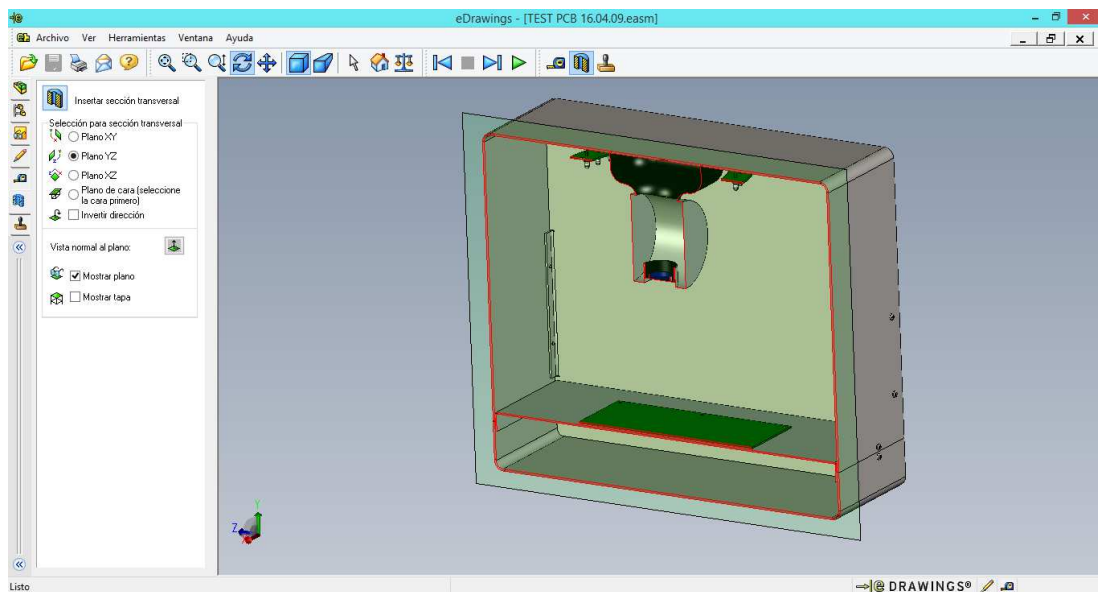 eDrawings - [TEST PCB 16.04.09.easm]
Archivo Ver Herramientas Ventana Ayuda
Insertar sección transversal
Selección para sección transversal
Plano XY
Plano YZ
Plano XZ
Plano de cara (seleccione
la cara primero)
Invertir dirección
Vista normal al plano:
Mostrar plano
Mostrar tapa
Y
Z
Listo
e DRAWINGS®